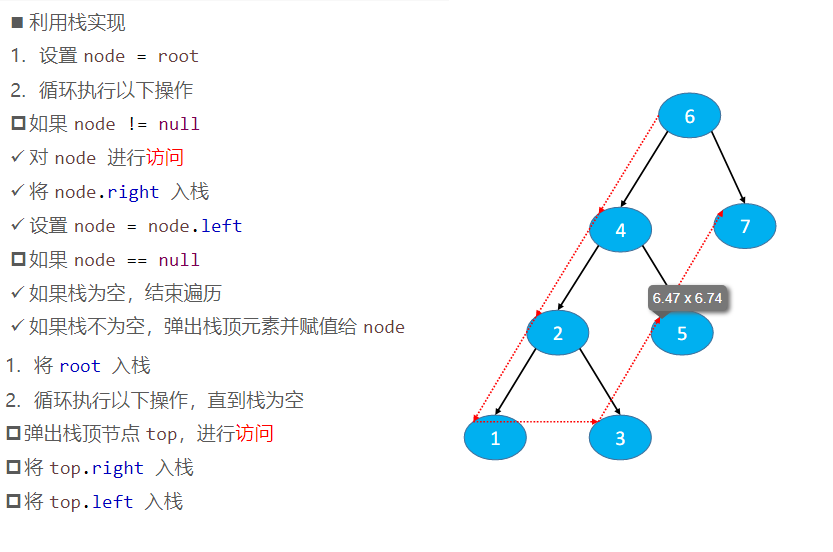 ■ 利用栈实现
1. 设置 node = root
2. 循环执行以下操作
如果 node != null
✓ 对 node 进行访问
✓ 将 node.right 入栈
✓ 设置 node = node.left
如果 node == null
✓ 如果栈为空，结束遍历
✓ 如果栈不为空，弹出栈顶元素并赋值给 node
1. 将 root 入栈
2. 循环执行以下操作，直到栈为空
弹出栈顶节点 top，进行访问
将 top.right 入栈
将 top.left 入栈
6
4
7
6.47 x 6.74
2
5
1
3